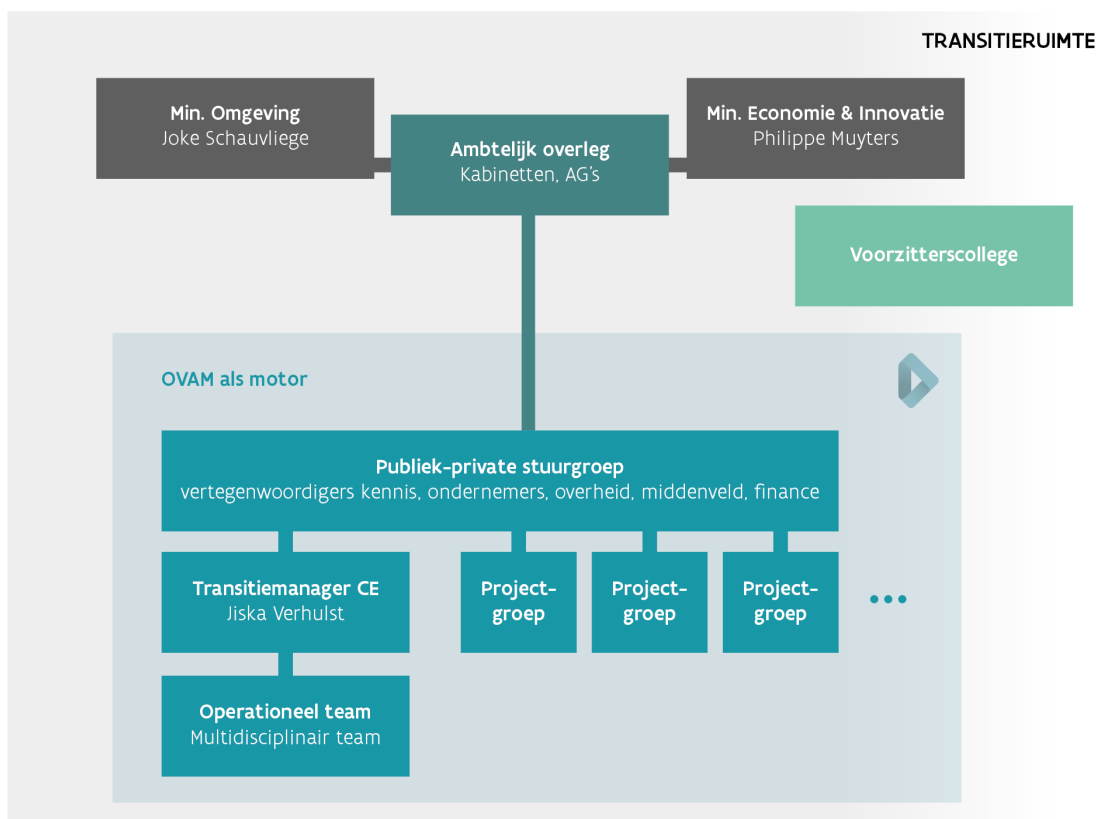 TRANSITIERUIMTE
Min. Omgeving
Joke Schauvliege
Ambtelijk overleg
Kabinetten, AG's
Min. Economie & Innovatie
Philippe Muyters
Voorzitterscollege
OVAM als motor
Publiek-private stuurgroep
vertegenwoordigers kennis, ondernemers, overheid, middenveld, finance
Transitiemanager CE
Jiska Verhulst
Project-
groep
Project-
groep
Project-
groep
...
Operationeel team
Multidisciplinair team